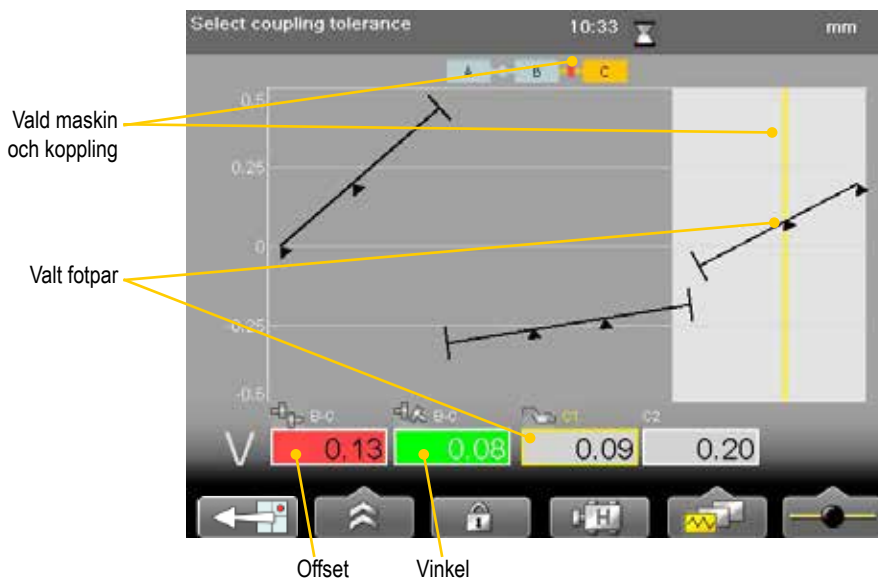 Select coupling tolerance 10:33 mm
A B C
Vald maskin
och koppling
0.5
0.25
0
-0.25
-0.5
Valt fotpar
B-C B-C C1 C2
V 0.13 0.08 0.09 0.20
H
Offset Vinkel